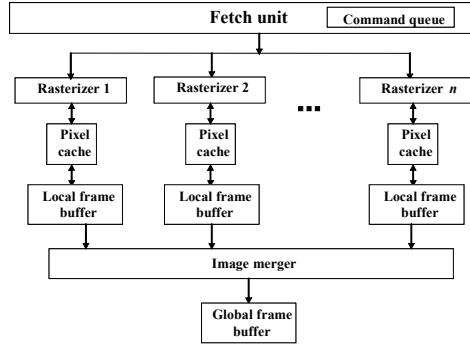 Fetch unit
Command queue
Rasterizer 1
Rasterizer 2
...
Rasterizer n
Pixel
cache
Pixel
cache
Pixel
cache
Local frame
buffer
Local frame
buffer
Local frame
buffer
Image merger
Global frame
buffer